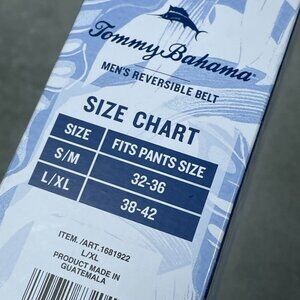 Tommy Bahama
MEN'S REVERSIBLE BELT
SIZE CHART
SIZE FITS PANTS SIZE
S/M 32-36
L/XL 38-42
ITEM./ART.1681922
L/XL
PRODUCT MADE IN
GUATEMALA